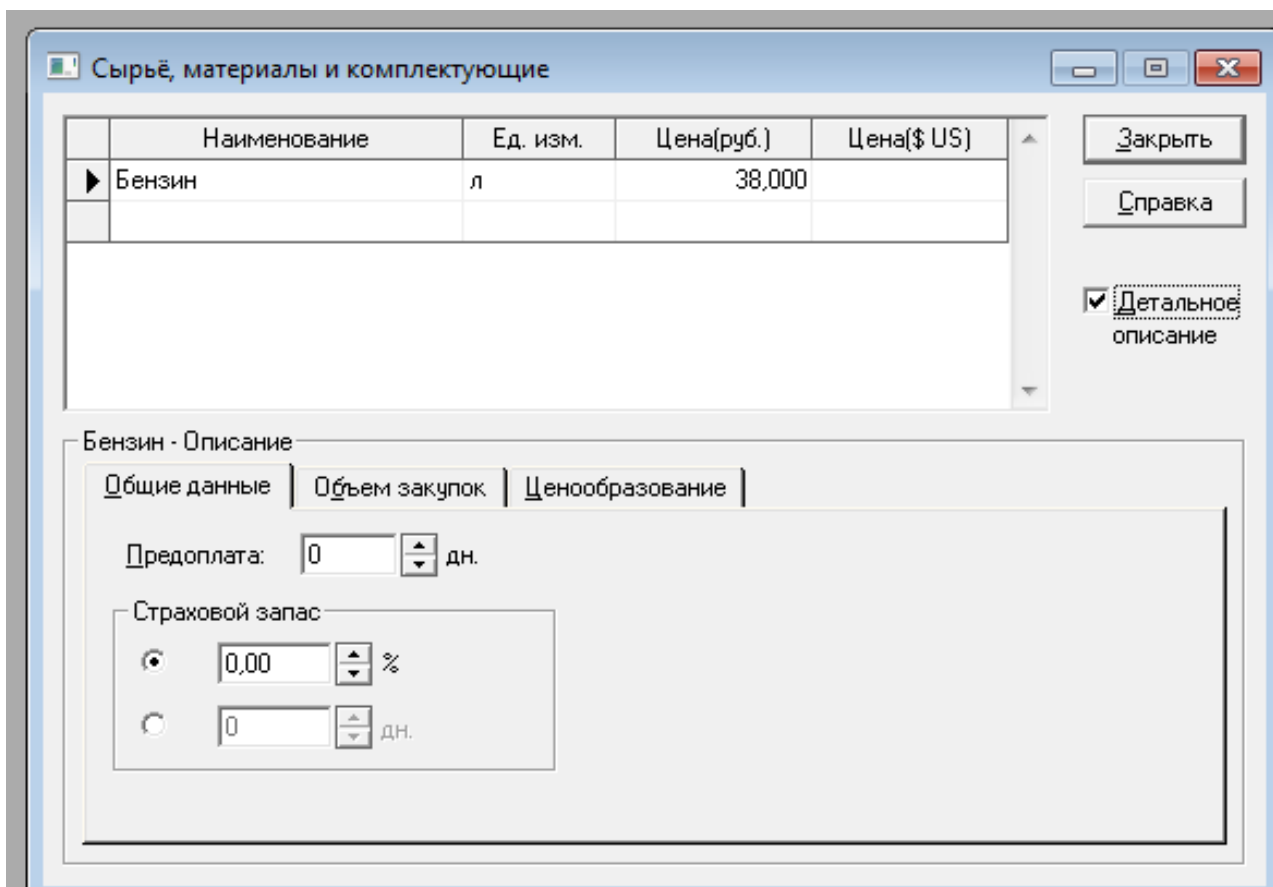 Сырьё, материалы и комплектующие
Наименование Ед. изм. Цена(руб.) Цена($ US)
Бензин л 38,000
Закрыть
Справка
Детальное
описание
Бензин - Описание
Общие данные Объем закупок Ценообразование
Предоплата: 0 дн.
Страховой запас
0,00 %
0 дн.